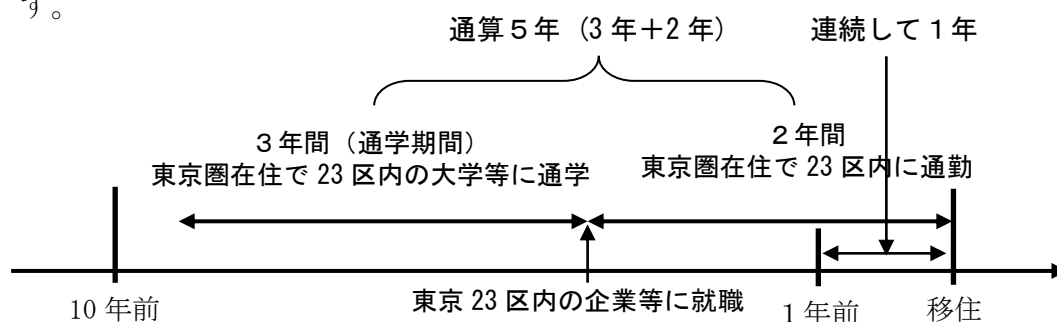 す。
通算５年（3 年＋2 年）
連続して１年
３年間（通学期間）
東京圏在住で 23 区内の大学等に通学
２年間
東京圏在住で 23 区内に通勤
10 年前
東京 23 区内の企業等に就職
1 年前
移住